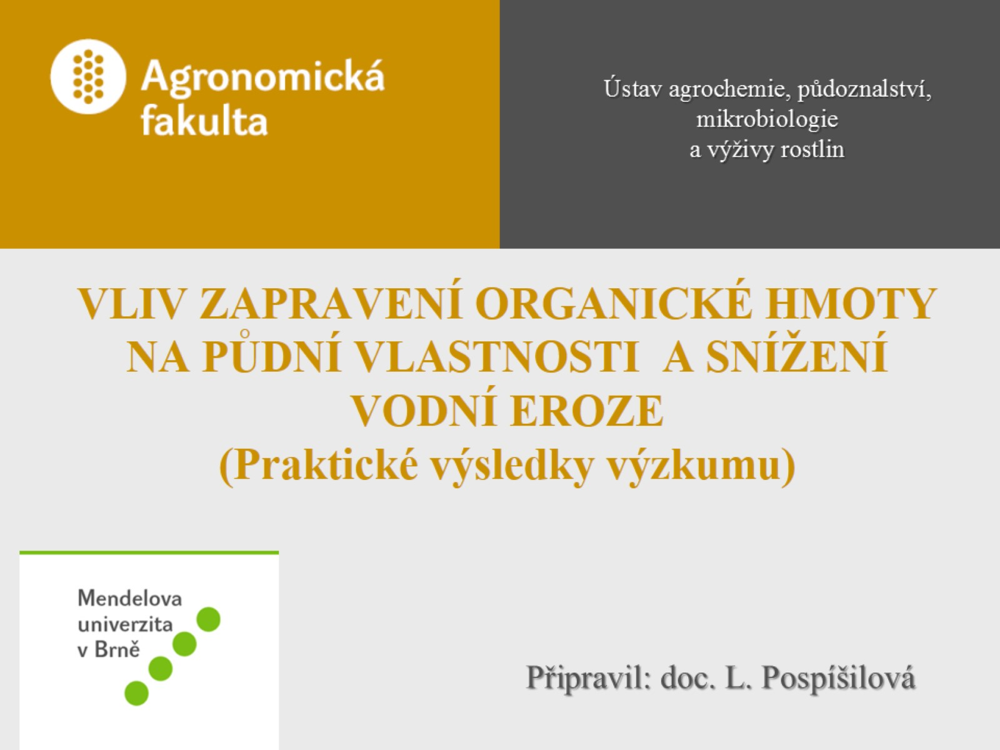 Agronomická
fakulta
Ústav agrochemie, půdoznalství,
mikrobiologie
a výživy rostlin
VLIV ZAPRAVENÍ ORGANICKÉ HMOTY
NA PŮDNÍ VLASTNOSTI A SNÍŽENÍ
VODNÍ EROZE
(Praktické výsledky výzkumu)
Mendelova
univerzita
v Brně
Připravil: doc. L. Pospíšilová